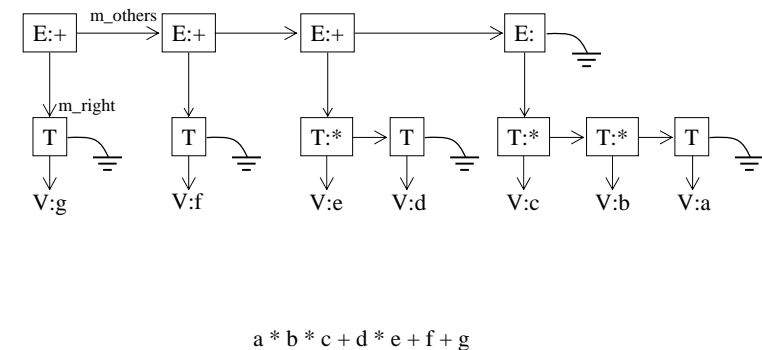 m_others
E:+ E:+ E:+ E:
m_right
T T T:* T T:* T:* T
V:g V:f V:e V:d V:c V:b V:a
a * b * c + d * e + f + g